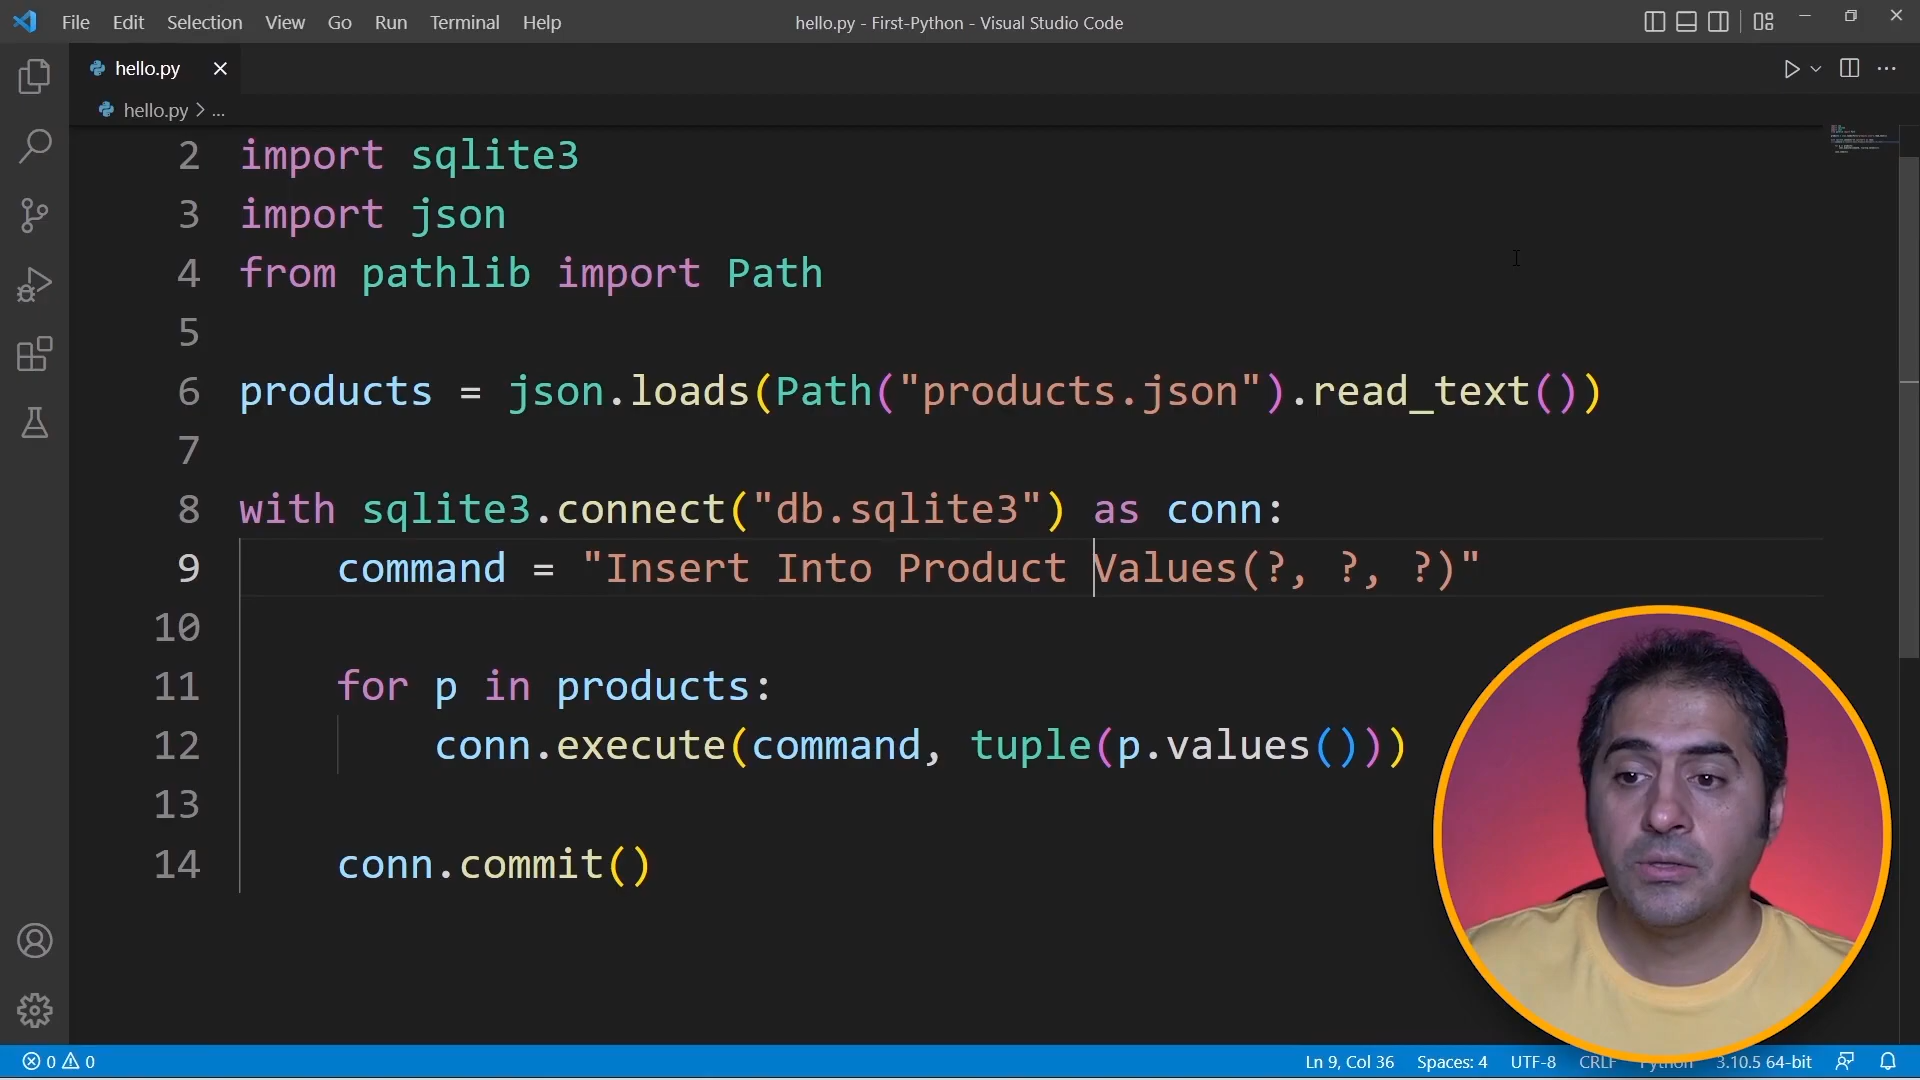 File Edit Selection View Go Run Terminal Help
hello.py - First-Python - Visual Studio Code
hello.py
hello.py > ...
2 import sqlite3
3 import json
4 from pathlib import Path
5
6 products = json.loads(Path("products.json").read_text())
7
8 with sqlite3.connect("db.sqlite3") as conn:
9 command = "Insert Into Product Values(?, ?, ?)"
10
11 for p in products:
12 conn.execute(command, tuple(p.values()))
13
14 conn.commit()
0 0
Ln 9, Col 36 Spaces: 4 UTF-8 CRLF Python 3.10.5 64-bit